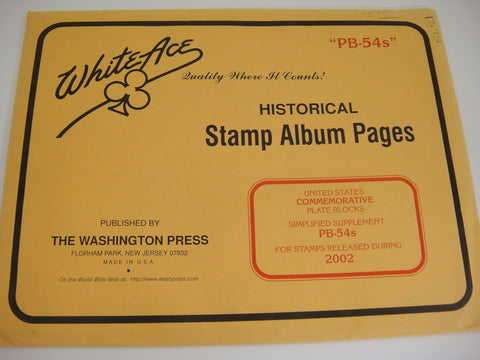 1595
"PB-54s"
WhiteAce
Quality Where It Counts!
HISTORICAL
Stamp Album Pages
UNITED STATES
COMMEMORATIVE
PLATE BLOCKS
SIMPLIFIED SUPPLEMENT
PB-54s
FOR STAMPS RELEASED DURING
2002
PUBLISHED BY
THE WASHINGTON PRESS
FLORHAM PARK, NEW JERSEY 07932
MADE IN U.S.A.
On the World Wide Web at: http://www.washpress.com